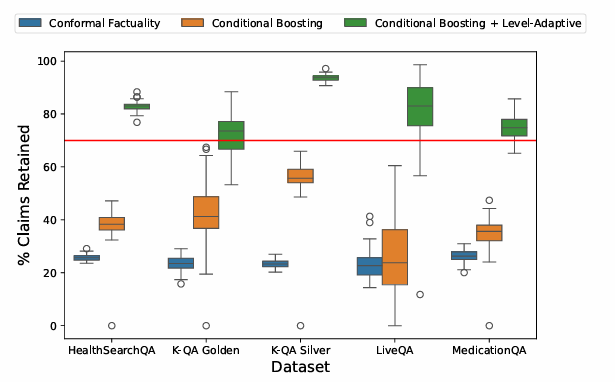 Conformal Factuality Conditional Boosting Conditional Boosting + Level-Adaptive
100
80
60
40
20
0
% Claims Retained
HealthSearchQA K-QA Golden K-QA Silver LiveQA MedicationQA
Dataset